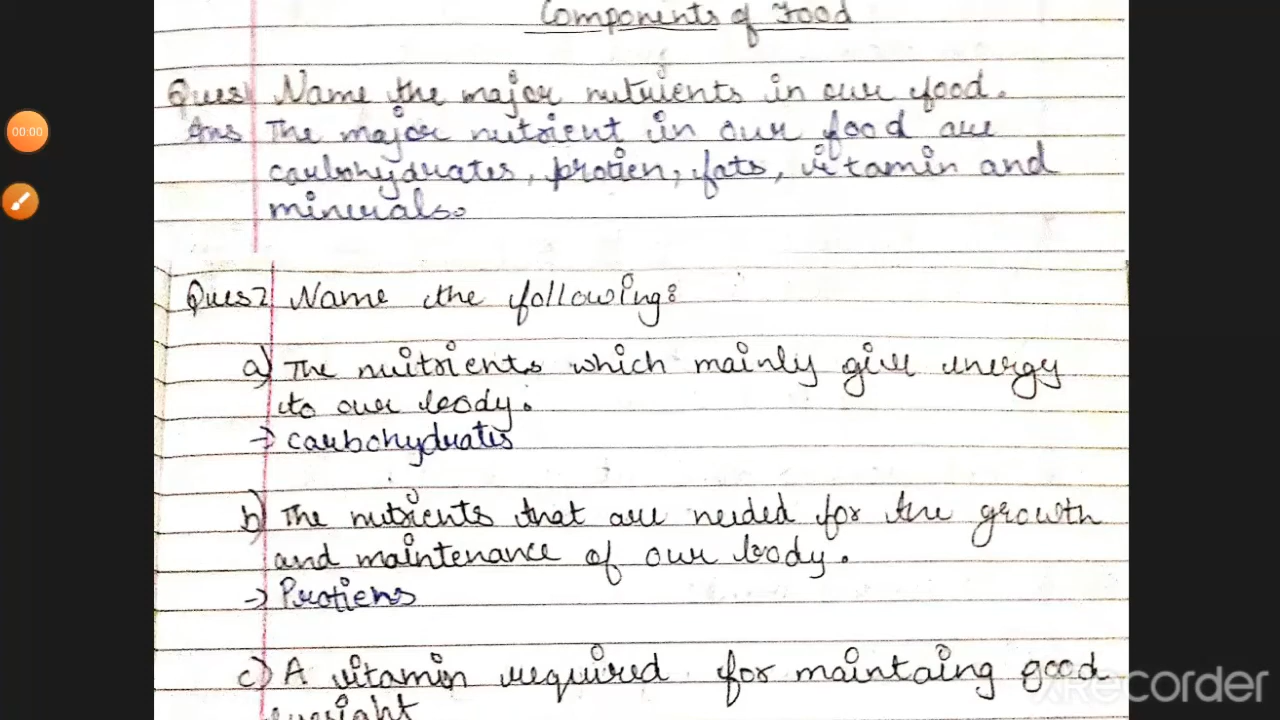 Components of Food
Ques1 Name the major nutrients in our food.
00:00
Ans The major nutrient in our food are
carbohydrates, protien, fats, vitamin and
minerals.
Ques2 Name the following:
a) The nuitrients which mainly give energy
to our body.
→ carbohydrates
b) The nutrients that are needed for the growth
and maintenance of our body.
→ Protiens
c) A vitamin required for maintaing good
eyesight
XRecorder